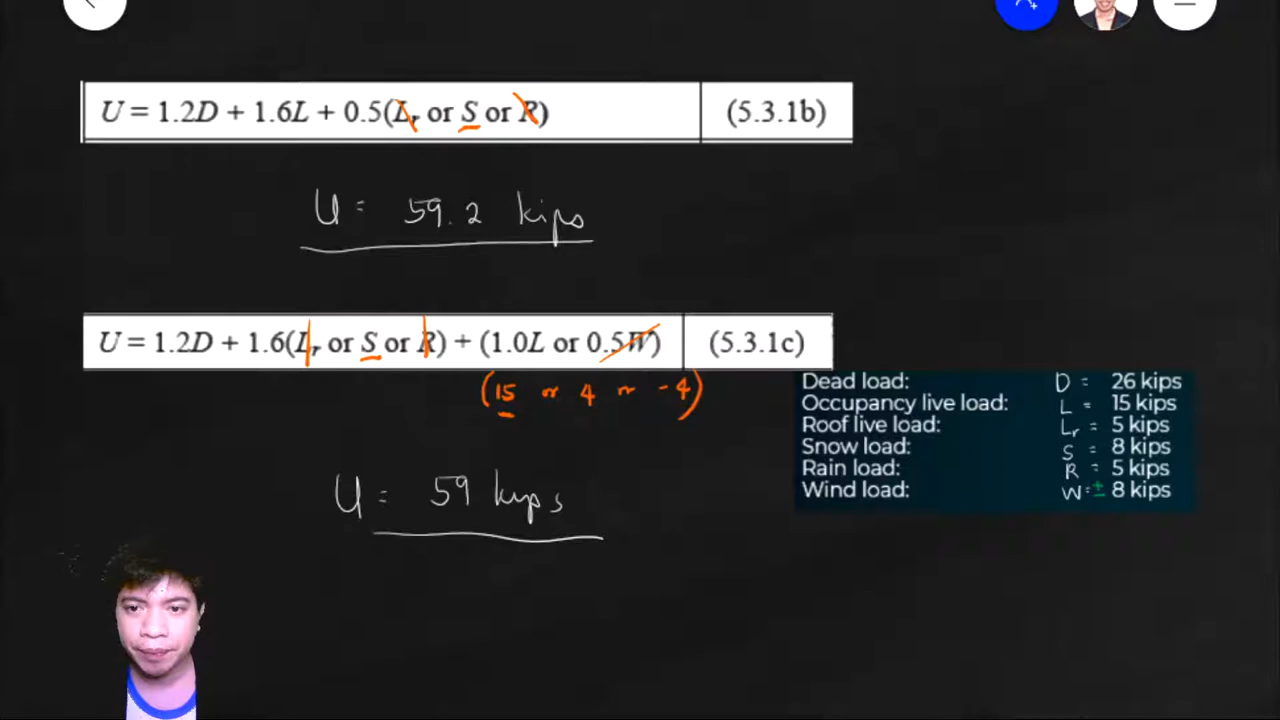 U = 1.2D + 1.6L + 0.5(Lr or S or R) (5.3.1b)
U = 59.2 kips
U = 1.2D + 1.6(Lr or S or R) + (1.0L or 0.5W) (5.3.1c)
(15 or 4 or -4)
Dead load: D = 26 kips
Occupancy live load: L = 15 kips
Roof live load: Lr = 5 kips
Snow load: S = 8 kips
Rain load: R = 5 kips
Wind load: W = ± 8 kips
U = 59 kips